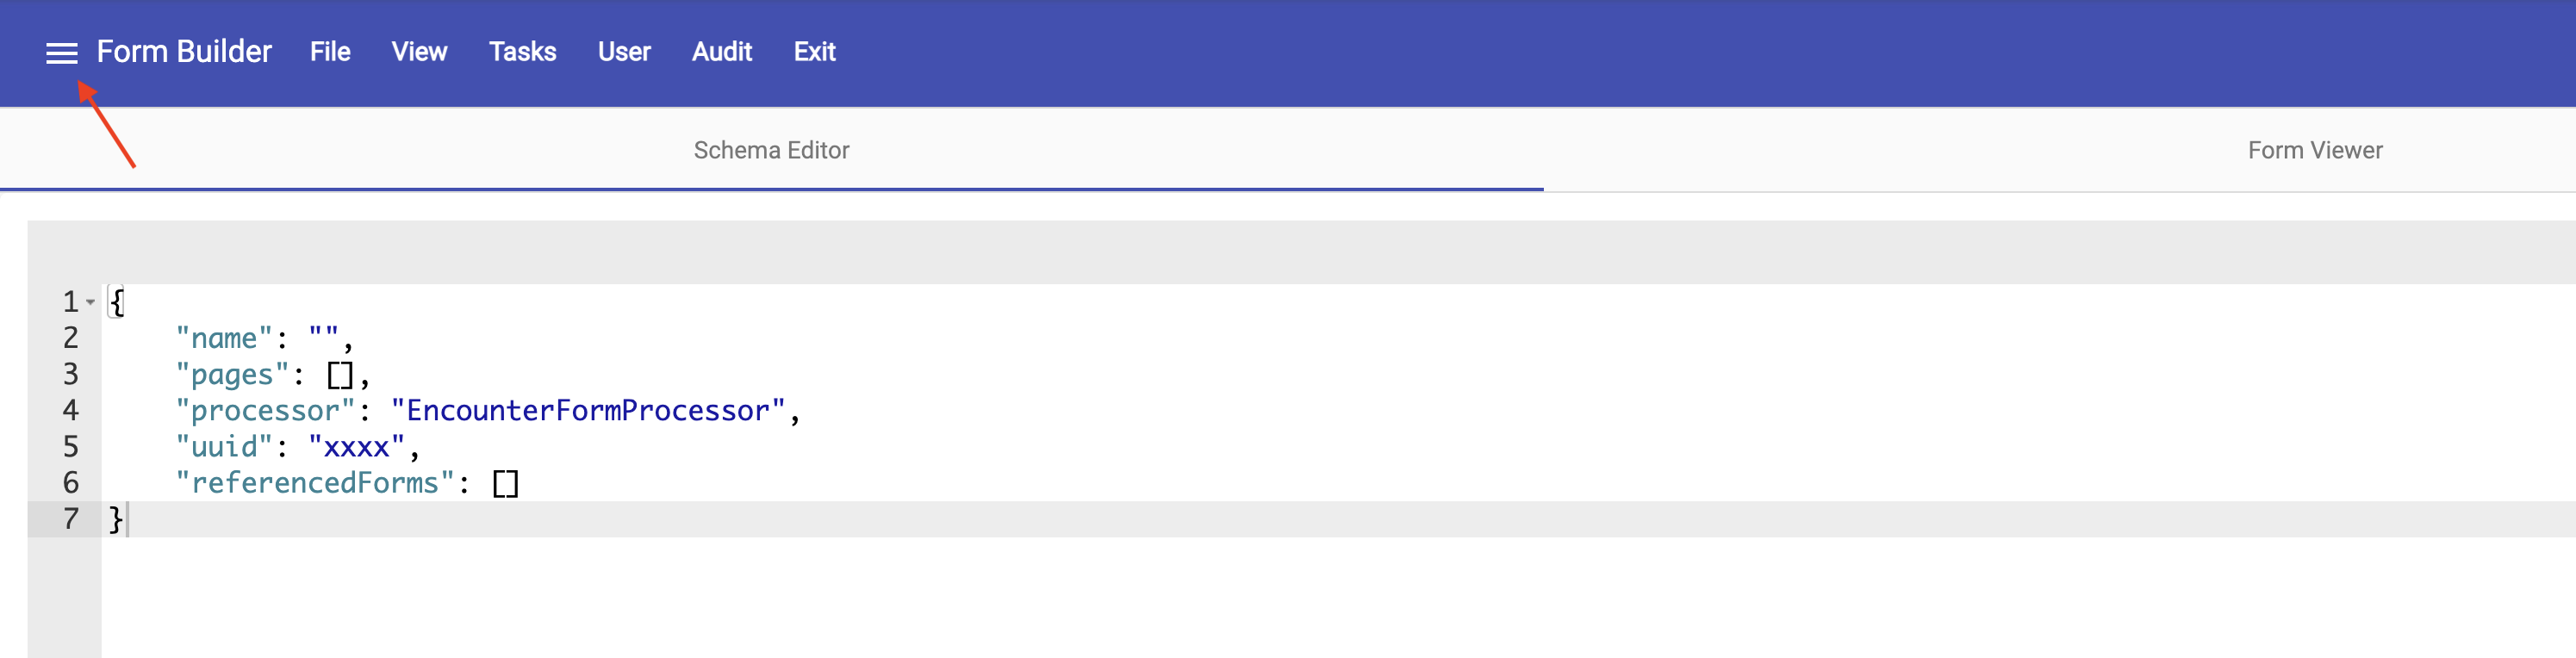 Form Builder File View Tasks User Audit Exit
Schema Editor Form Viewer
1 {
2 "name": "",
3 "pages": [],
4 "processor": "EncounterFormProcessor",
5 "uuid": "xxxx",
6 "referencedForms": []
7 }